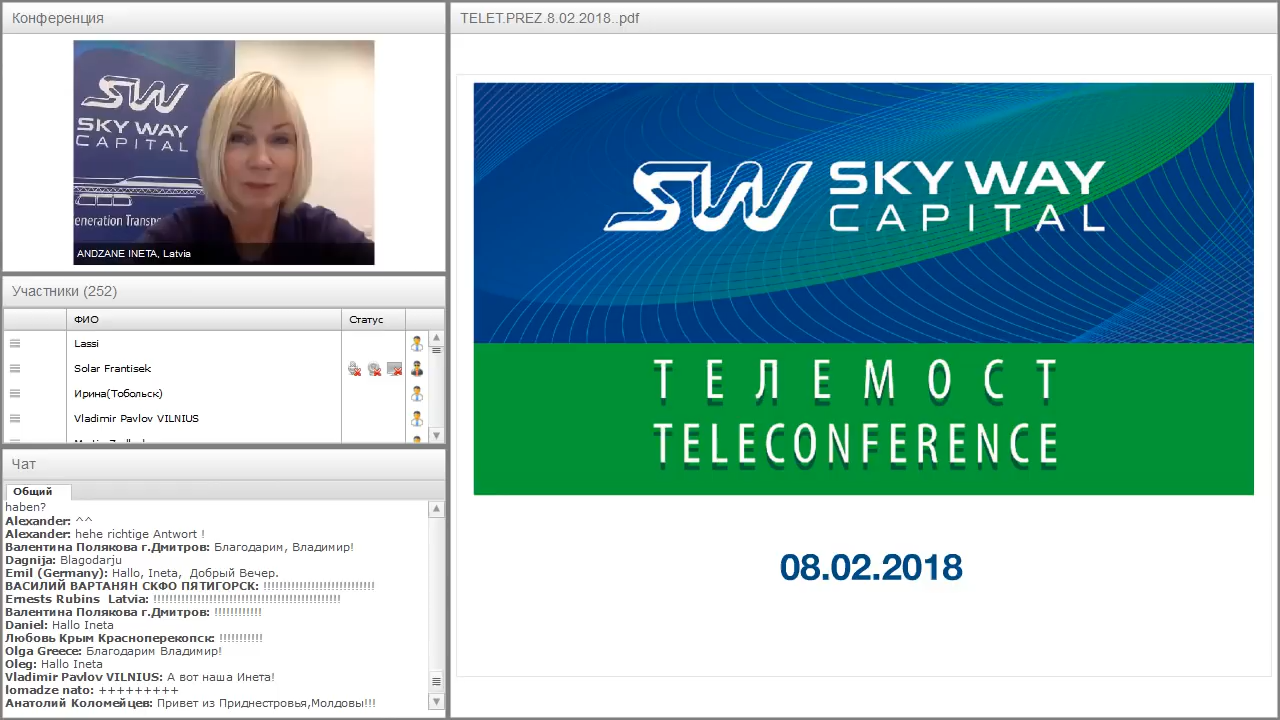 Конференция
SW
SKY WAY
CAPITAL
eneration Transp
ANDZANE INETA, Latvia
Участники (252)
ФИО
Статус
Lassi
Solar Frantisek
Ирина(Тобольск)
Vladimir Pavlov VILNIUS
Чат
Общий
haben?
Alexander: ^^
Alexander: hehe richtige Antwort !
Валентина Полякова г.Дмитров: Благодарим, Владимир!
Dagnija: Blagodarju
Emil (Germany): Hallo, Ineta, Добрый Вечер.
ВАСИЛИЙ ВАРТАНЯН СКФО ПЯТИГОРСК: !!!!!!!!!!!!!!!!!!!!!!!!!!!!
Ernests Rubins Latvia: !!!!!!!!!!!!!!!!!!!!!!!!!!!!!!!!!!!!!!!!!!!!!!!
Валентина Полякова г.Дмитров: !!!!!!!!!!!!
Daniel: Hallo Ineta
Любовь Крым Красноперекопск: !!!!!!!!!!!
Olga Greece: Благодарим Владимир!
Oleg: Hallo Ineta
Vladimir Pavlov VILNIUS: А вот наша Инета!
lomadze nato: +++++++++
Анатолий Коломейцев: Привет из Приднестровья,Молдовы!!!
TELET.PREZ.8.02.2018..pdf
SW SKY WAY
CAPITAL
ТЕЛЕМОСТ
TELECONFERENCE
08.02.2018